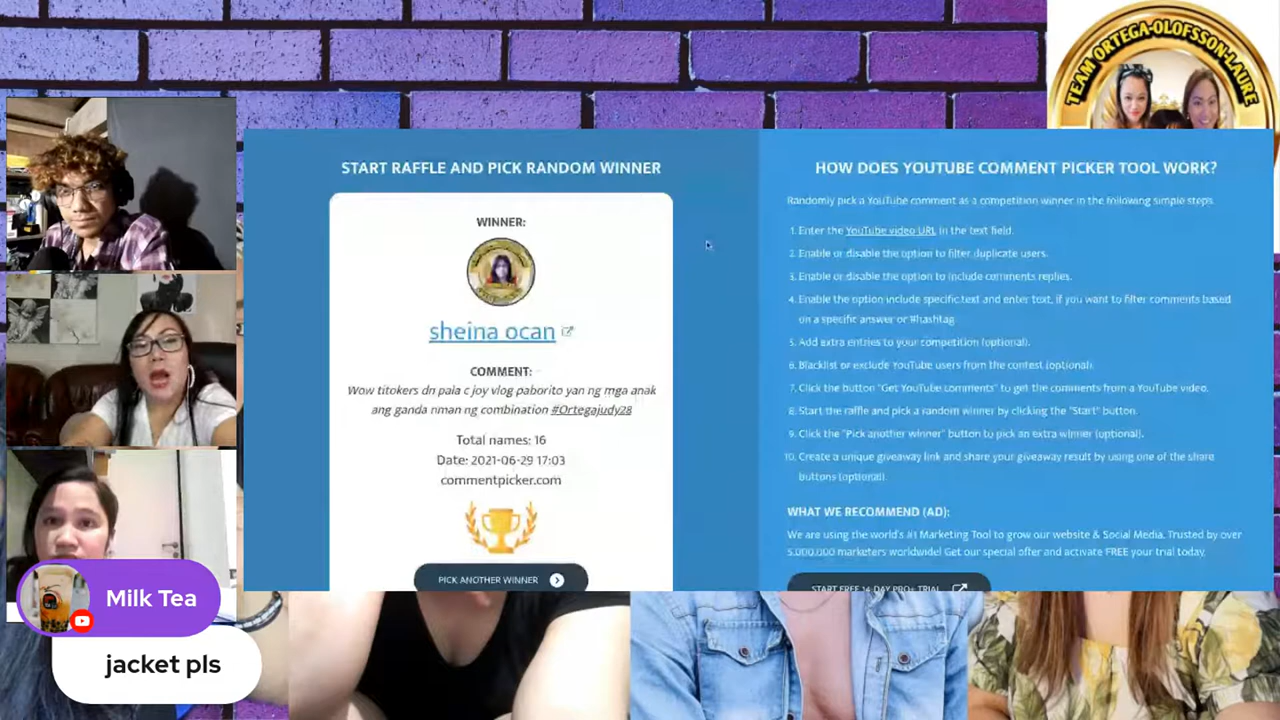 TEAM ORTEGA-OLOFSSON-LAURE
START RAFFLE AND PICK RANDOM WINNER
WINNER:
sheina ocan
COMMENT:
Wow titokers dn pala c joy vlog paborito yan ng mga anak
ang ganda nman ng combination #Ortegajudy28
Total names: 16
Date: 2021-06-29 17:03
commentpicker.com
PICK ANOTHER WINNER
HOW DOES YOUTUBE COMMENT PICKER TOOL WORK?
Randomly pick a YouTube comment as a competition winner in the following simple steps
1. Enter the YouTube video URL in the text field.
2. Enable or disable the option to filter duplicate users.
3. Enable or disable the option to include comments replies.
4. Enable the option include specific text and enter text, if you want to filter comments based
on a specific answer or #hashtag
5. Add extra entries to your competition (optional).
6. Blacklist or exclude YouTube users from the contest (optional).
7. Click the button "Get YouTube comments" to get the comments from a YouTube video.
8. Start the raffle and pick a random winner by clicking the "Start" button.
9. Click the "Pick another winner" button to pick an extra winner (optional).
10. Create a unique giveaway link and share your giveaway result by using one of the share
buttons (optional)
WHAT WE RECOMMEND (AD):
We are using the world's #1 Marketing Tool to grow our website & Social Media. Trusted by over
5.000.000 marketers worldwide! Get our special offer and activate FREE your trial today.
START FREE 14 DAY PRO+ TRIAL
Milk Tea
jacket pls